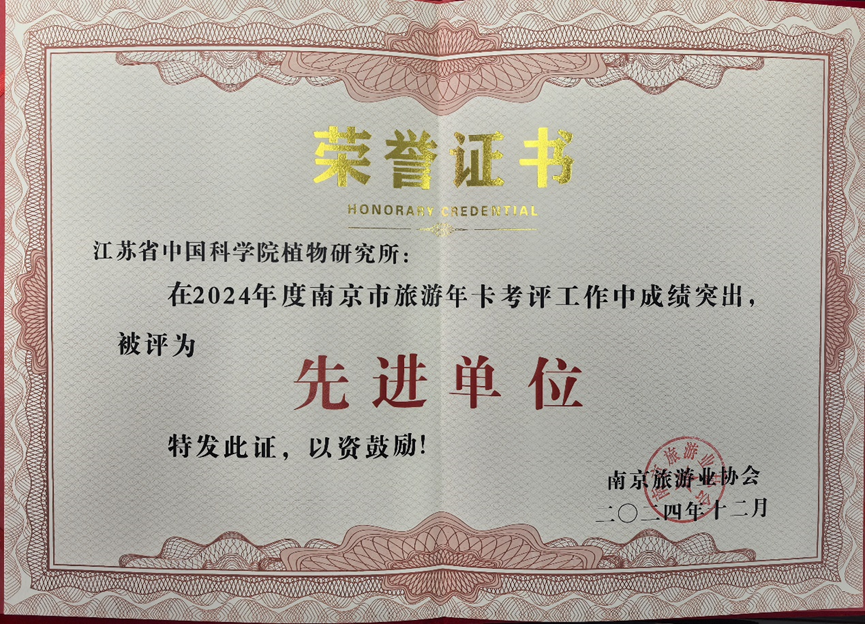 荣誉证书
HONORARY CREDENTIAL
江苏省中国科学院植物研究所：
在2024年度南京市旅游年卡考评工作中成绩突出，
被评为
先进单位
特发此证，以资鼓励！
南京旅游业协会
二〇二四年十二月